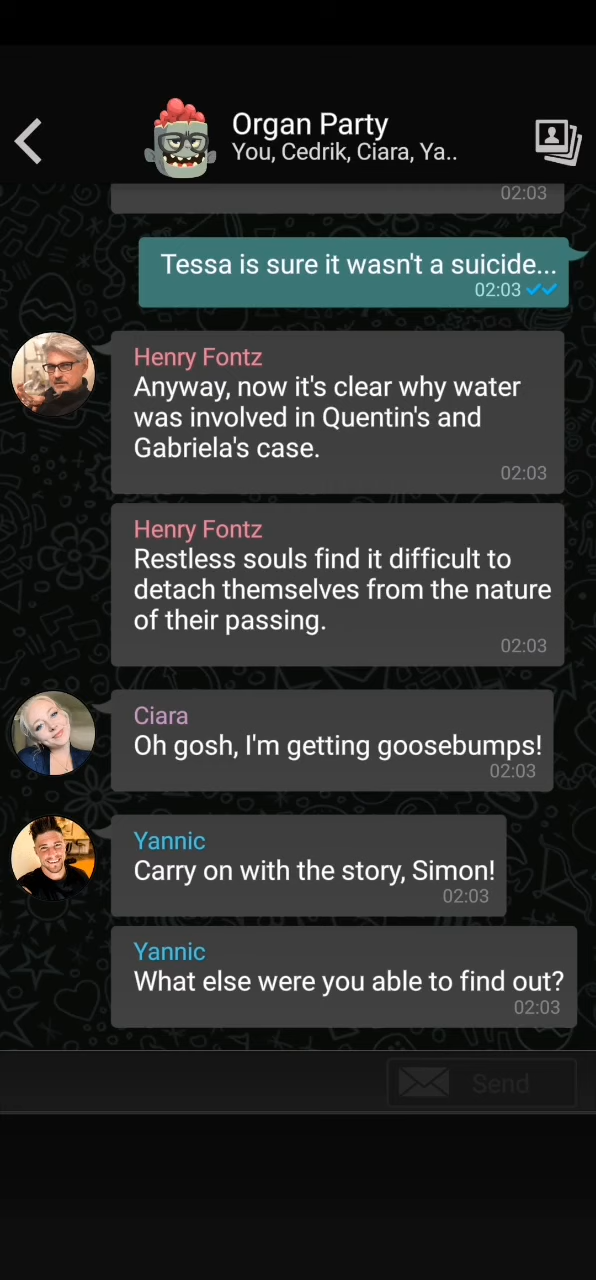 Organ Party
You, Cedrik, Ciara, Ya..
02:03
Tessa is sure it wasn't a suicide...
02:03
Henry Fontz
Anyway, now it's clear why water
was involved in Quentin's and
Gabriela's case.
02:03
Henry Fontz
Restless souls find it difficult to
detach themselves from the nature
of their passing.
02:03
Ciara
Oh gosh, I'm getting goosebumps!
02:03
Yannic
Carry on with the story, Simon!
02:03
Yannic
What else were you able to find out?
02:03
Send